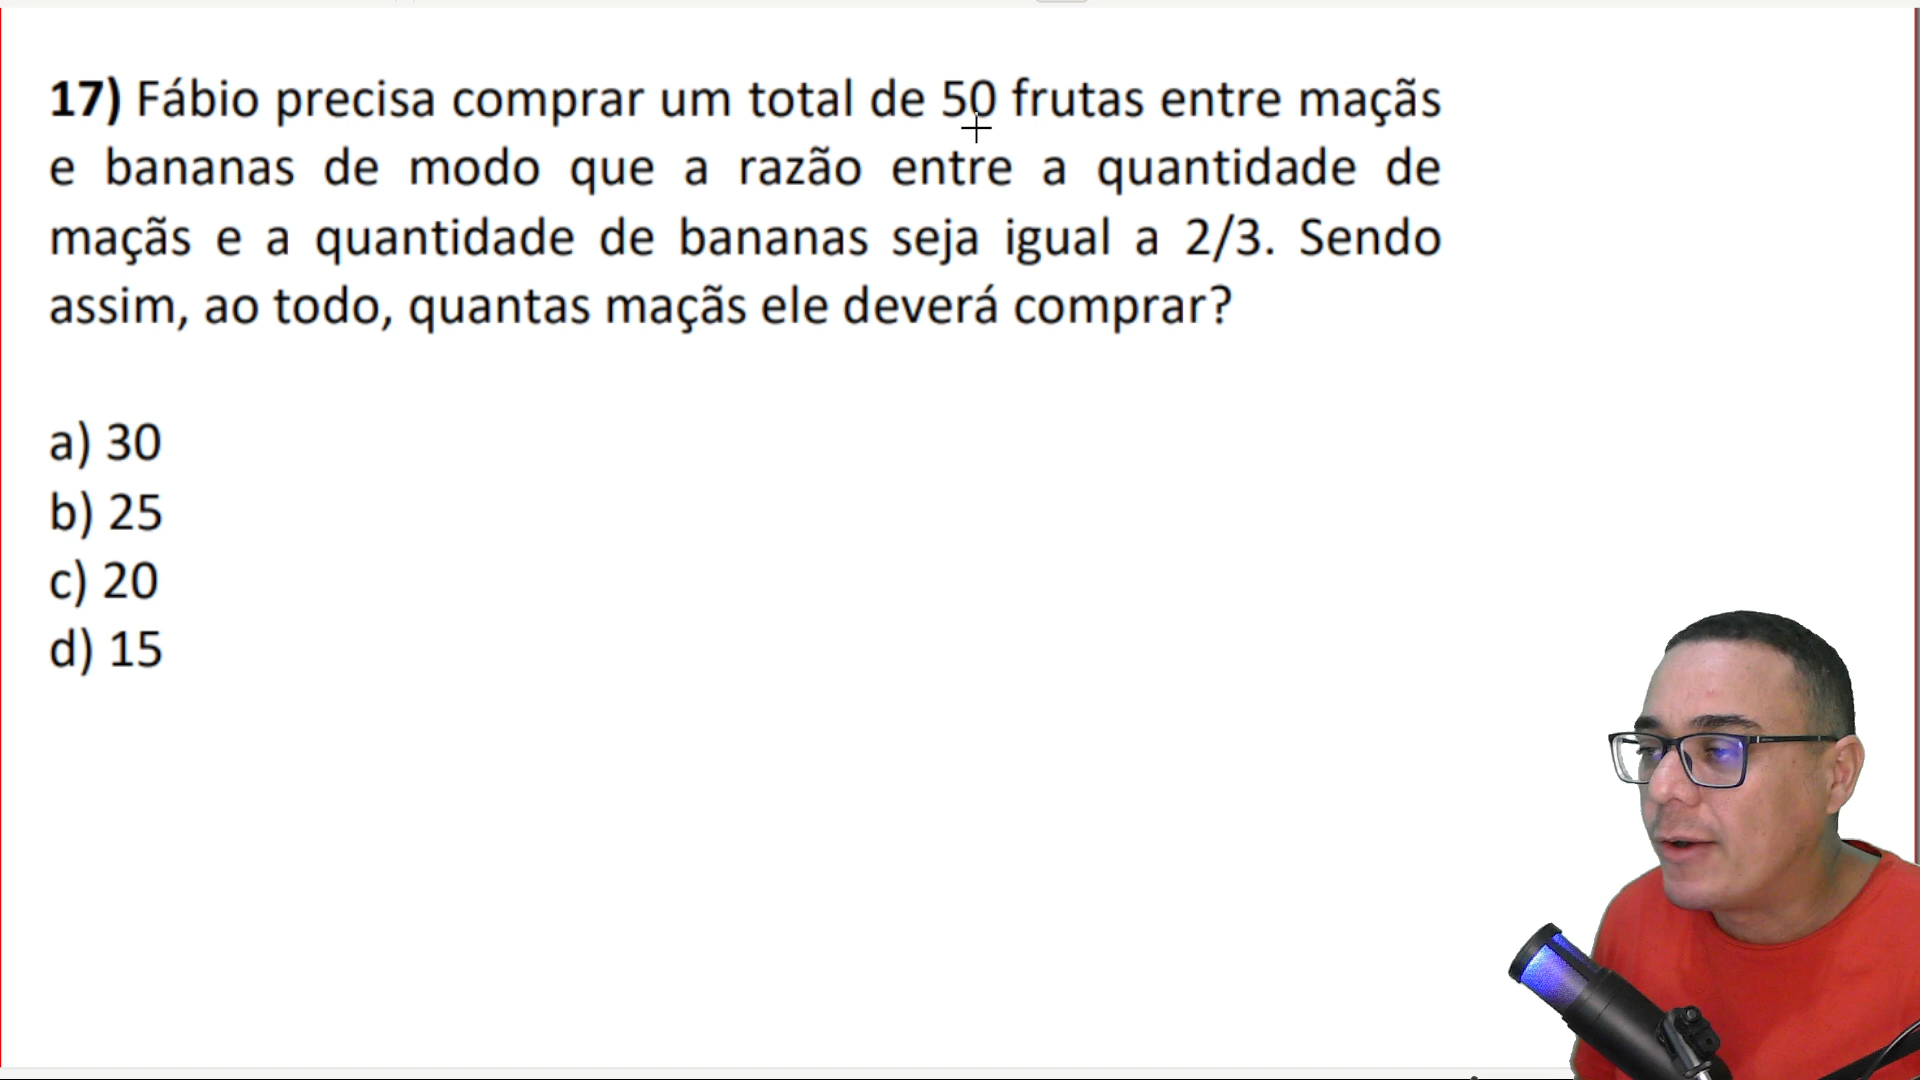 17) Fábio precisa comprar um total de 50 frutas entre maçãs
e bananas de modo que a razão entre a quantidade de
maçãs e a quantidade de bananas seja igual a 2/3. Sendo
assim, ao todo, quantas maçãs ele deverá comprar?
a) 30
b) 25
c) 20
d) 15